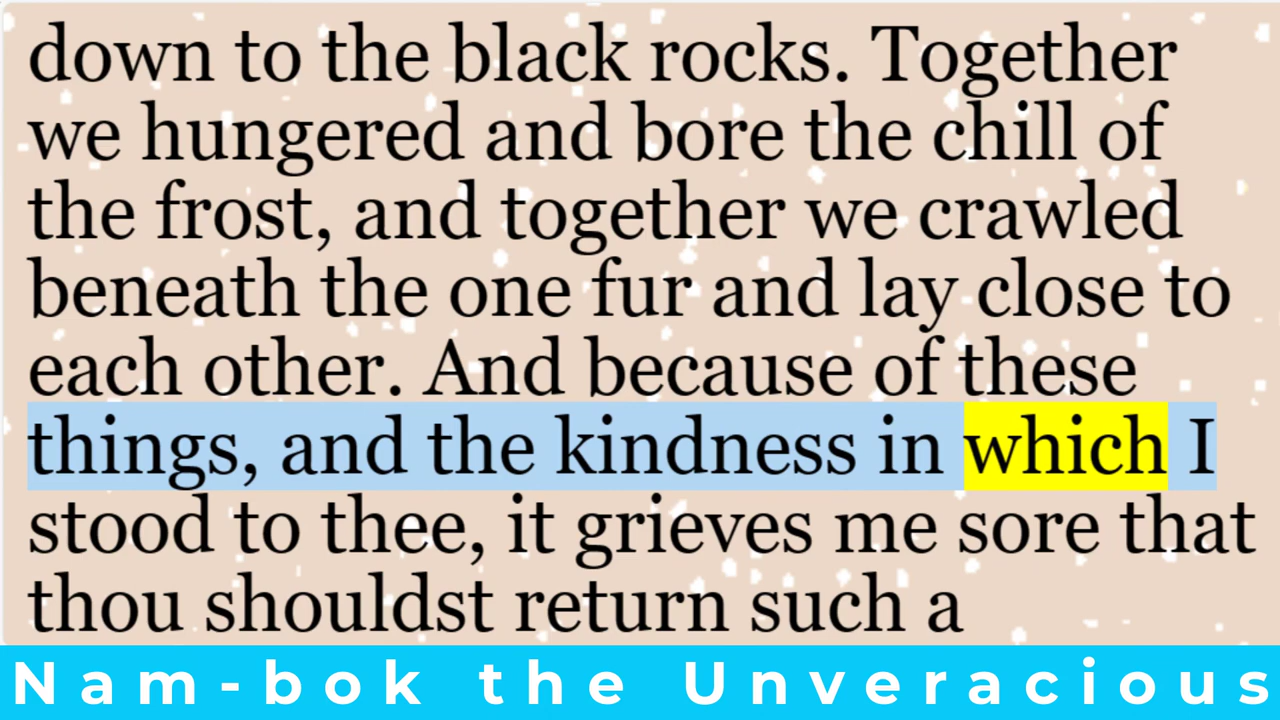 down to the black rocks. Together
we hungered and bore the chill of
the frost, and together we crawled
beneath the one fur and lay close to
each other. And because of these
things, and the kindness in which I
stood to thee, it grieves me sore that
thou shouldst return such a
Nam-bok the Unveracious